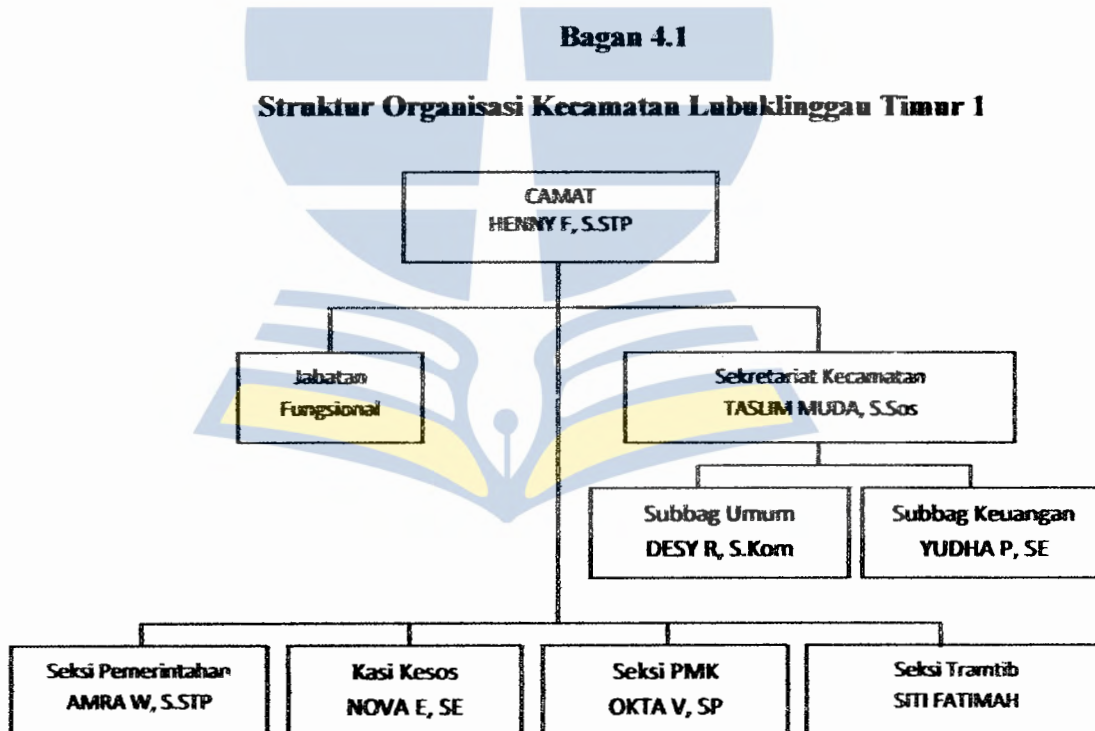 Bagan 4.1
Struktur Organisasi Kecamatan Lubuklinggau Timur 1
CAMAT
HENNY F, S.STP
Jabatan
Fungsional
Sekretariat Kecamatan
TASLIM MUDA, S.Sos
Subbag Umum
DESY R, S.Kom
Subbag Keuangan
YUDHA P, SE
Seksi Pemerintahan
AMRA W, S.STP
Kasi Kesos
NOVA E, SE
Seksi PMK
OKTA V, SP
Seksi Tramtib
SITI FATIMAH